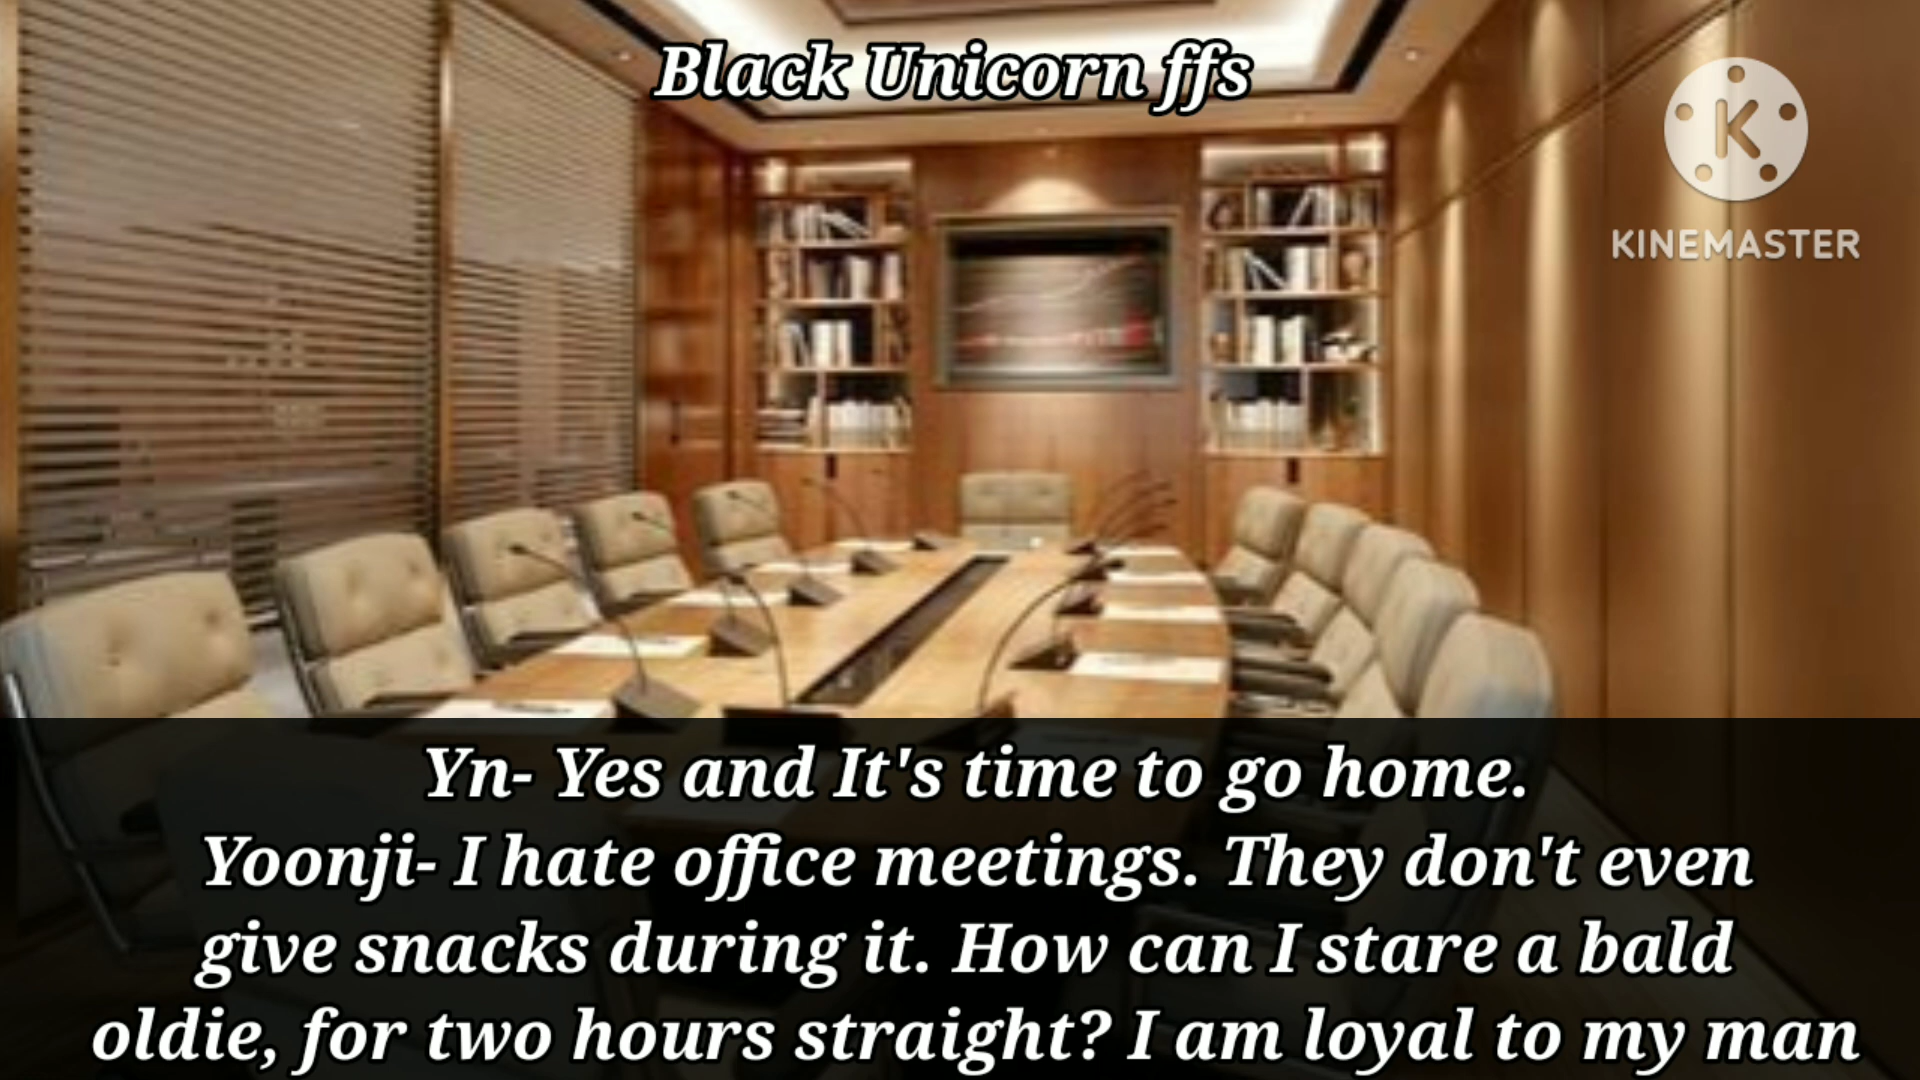 Black Unicorn ffs
K
KINEMASTER
Yn- Yes and It's time to go home.
Yoonji- I hate office meetings. They don't even
give snacks during it. How can I stare a bald
oldie, for two hours straight? I am loyal to my man